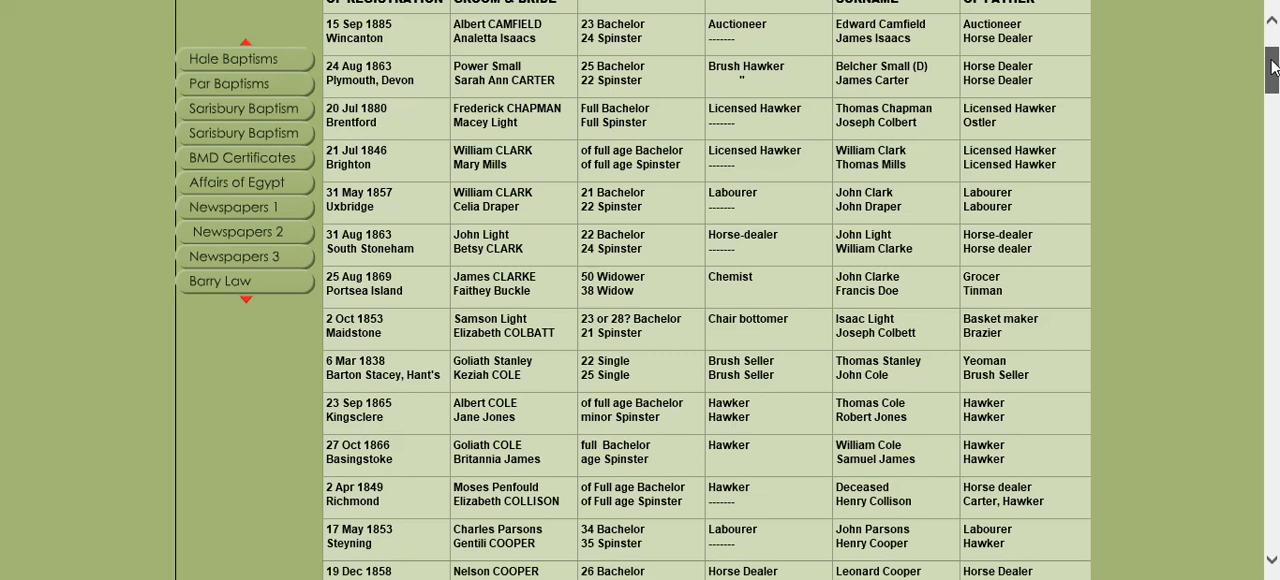 OF REGISTRATION GROOM & BRIDE SURNAME OF FATHER
15 Sep 1885 Albert CAMFIELD 23 Bachelor Auctioneer Edward Camfield Auctioneer
Wincanton Analetta Isaacs 24 Spinster ------- James Isaacs Horse Dealer
24 Aug 1863 Power Small 25 Bachelor Brush Hawker Belcher Small (D) Horse Dealer
Plymouth, Devon Sarah Ann CARTER 22 Spinster " James Carter Horse Dealer
20 Jul 1880 Frederick CHAPMAN Full Bachelor Licensed Hawker Thomas Chapman Licensed Hawker
Brentford Macey Light Full Spinster ------- Joseph Colbert Ostler
21 Jul 1846 William CLARK of full age Bachelor Licensed Hawker William Clark Licensed Hawker
Brighton Mary Mills of full age Spinster ------- Thomas Mills Licensed Hawker
31 May 1857 William CLARK 21 Bachelor Labourer John Clark Labourer
Uxbridge Celia Draper 22 Spinster ------- John Draper Labourer
31 Aug 1863 John Light 22 Bachelor Horse-dealer John Light Horse-dealer
South Stoneham Betsy CLARK 24 Spinster ------- William Clarke Horse dealer
25 Aug 1869 James CLARKE 50 Widower Chemist John Clarke Grocer
Portsea Island Faithey Buckle 38 Widow Francis Doe Tinman
2 Oct 1853 Samson Light 23 or 28? Bachelor Chair bottomer Isaac Light Basket maker
Maidstone Elizabeth COLBATT 21 Spinster Joseph Colbett Brazier
6 Mar 1838 Goliath Stanley 22 Single Brush Seller Thomas Stanley Yeoman
Barton Stacey, Hant's Keziah COLE 25 Single Brush Seller John Cole Brush Seller
23 Sep 1865 Albert COLE of full age Bachelor Hawker Thomas Cole Hawker
Kingsclere Jane Jones minor Spinster Hawker Robert Jones Hawker
27 Oct 1866 Goliath COLE full Bachelor Hawker William Cole Hawker
Basingstoke Britannia James age Spinster Samuel James Hawker
2 Apr 1849 Moses Penfould of Full age Bachelor Hawker Deceased Horse dealer
Richmond Elizabeth COLLISON of Full age Spinster ------- Henry Collison Carter, Hawker
17 May 1853 Charles Parsons 34 Bachelor Labourer John Parsons Labourer
Steyning Gentili COOPER 35 Spinster ------- Henry Cooper Hawker
19 Dec 1858 Nelson COOPER 26 Bachelor Horse Dealer Leonard Cooper Horse Dealer
Hale Baptisms
Par Baptisms
Sarisbury Baptism
Sarisbury Baptism
BMD Certificates
Affairs of Egypt
Newspapers 1
Newspapers 2
Newspapers 3
Barry Law